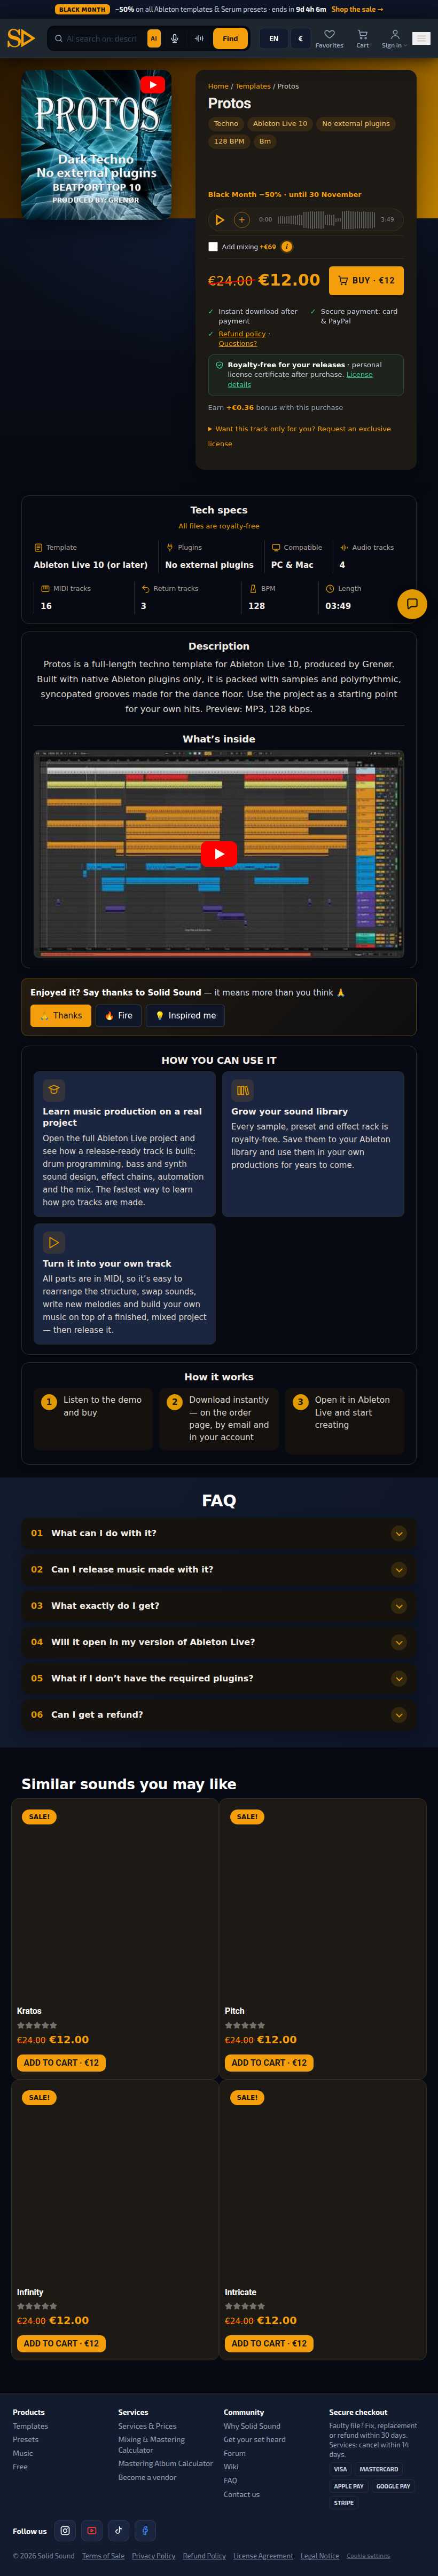 BLACK MONTH −50% on all Ableton templates & Serum presets · ends in 9d 4h 6m Shop the sale →
AI search on: descri AI Find EN €
Favorites Cart Sign in
PROTOS
Dark Techno
No external plugins
BEATPORT TOP 10
PRODUCED BY: GRENØR
Home / Templates / Protos
Protos
Techno Ableton Live 10 No external plugins
128 BPM Bm
Black Month −50% · until 30 November
0:00 3:49
Add mixing +€69 i
€24.00 €12.00 BUY · €12
✓ Instant download after payment
✓ Secure payment: card & PayPal
✓ Refund policy · Questions?
Royalty-free for your releases · personal
license certificate after purchase. License
details
Earn +€0.36 bonus with this purchase
Want this track only for you? Request an exclusive
license
Tech specs
All files are royalty-free
Template Plugins Compatible Audio tracks
Ableton Live 10 (or later) No external plugins PC & Mac 4
MIDI tracks Return tracks BPM Length
16 3 128 03:49
Description
Protos is a full-length techno template for Ableton Live 10, produced by Grenør.
Built with native Ableton plugins only, it is packed with samples and polyrhythmic,
syncopated grooves made for the dance floor. Use the project as a starting point
for your own hits. Preview: MP3, 128 kbps.
What’s inside
Enjoyed it? Say thanks to Solid Sound — it means more than you think 🙏
🙏 Thanks 🔥 Fire 💡 Inspired me
HOW YOU CAN USE IT
Learn music production on a real
project
Open the full Ableton Live project and
see how a release-ready track is built:
drum programming, bass and synth
sound design, effect chains, automation
and the mix. The fastest way to learn
how pro tracks are made.
Grow your sound library
Every sample, preset and effect rack is
royalty-free. Save them to your Ableton
library and use them in your own
productions for years to come.
Turn it into your own track
All parts are in MIDI, so it’s easy to
rearrange the structure, swap sounds,
write new melodies and build your own
music on top of a finished, mixed project
— then release it.
How it works
1 Listen to the demo
and buy
2 Download instantly
— on the order
page, by email and
in your account
3 Open it in Ableton
Live and start
creating
FAQ
01 What can I do with it?
02 Can I release music made with it?
03 What exactly do I get?
04 Will it open in my version of Ableton Live?
05 What if I don’t have the required plugins?
06 Can I get a refund?
Similar sounds you may like
SALE! SALE!
Kratos Pitch
€24.00 €12.00 €24.00 €12.00
ADD TO CART · €12 ADD TO CART · €12
SALE! SALE!
Infinity Intricate
€24.00 €12.00 €24.00 €12.00
ADD TO CART · €12 ADD TO CART · €12
Products
Templates
Presets
Music
Free
Services
Services & Prices
Mixing & Mastering
Calculator
Mastering Album Calculator
Become a vendor
Community
Why Solid Sound
Get your set heard
Forum
Wiki
FAQ
Contact us
Secure checkout
Faulty file? Fix, replacement
or refund within 30 days.
Services: cancel within 14
days.
VISA MASTERCARD
APPLE PAY GOOGLE PAY
STRIPE
Follow us
© 2026 Solid Sound Terms of Sale Privacy Policy Refund Policy License Agreement Legal Notice Cookie settings